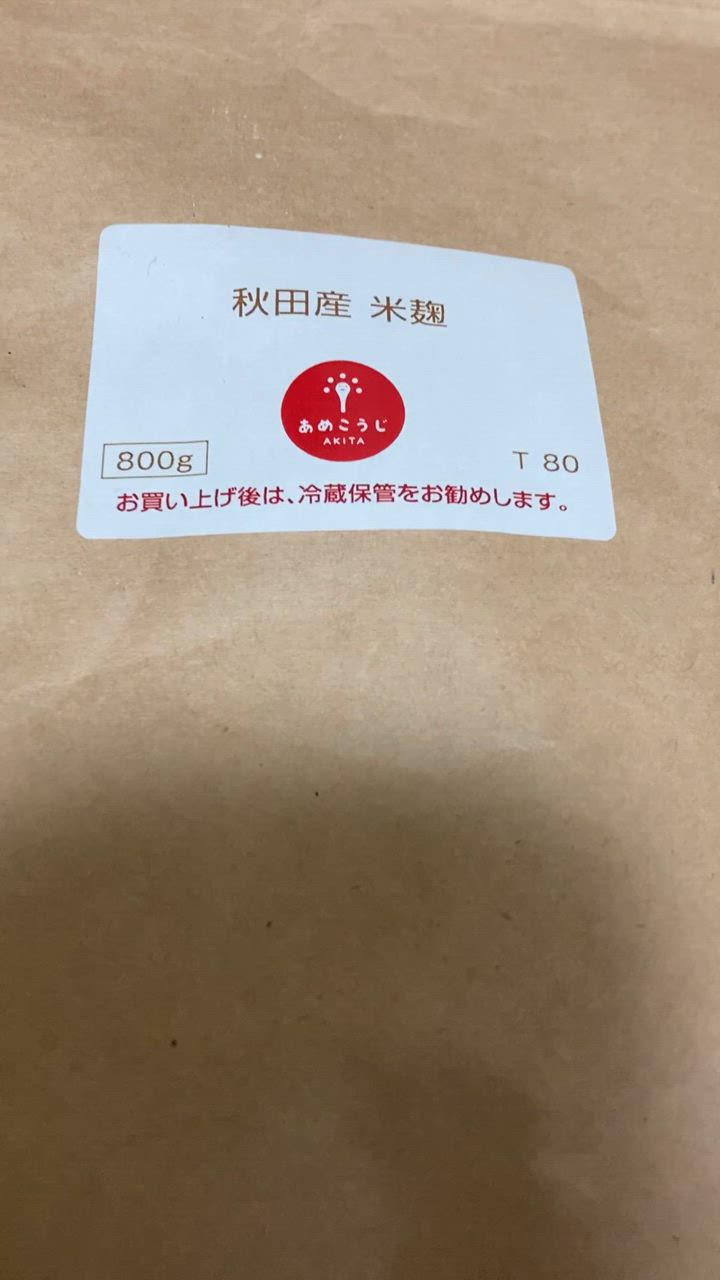 秋田産 米麹
あめこうじ
AKITA
800g
T 80
お買い上げ後は、冷蔵保管をお勧めします。